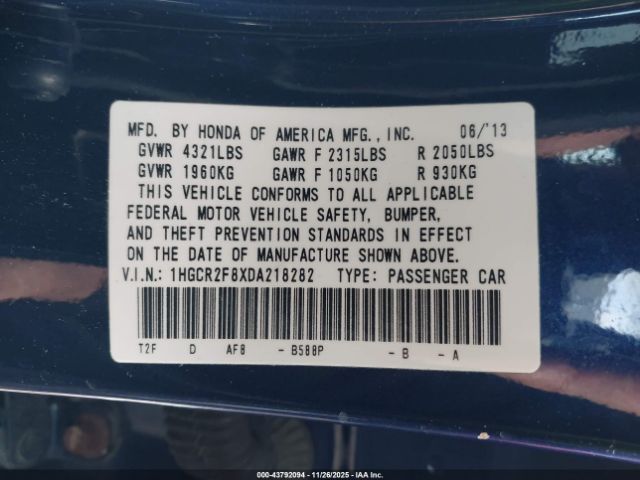 MFD. BY HONDA OF AMERICA MFG.,INC. 06/'13
GVWR 4321LBS GAWR F 2315LBS R 2050LBS
GVWR 1960KG GAWR F 1050KG R 930KG
THIS VEHICLE CONFORMS TO ALL APPLICABLE
FEDERAL MOTOR VEHICLE SAFETY, BUMPER,
AND THEFT PREVENTION STANDARDS IN EFFECT
ON THE DATE OF MANUFACTURE SHOWN ABOVE.
V.I.N.: 1HGCR2F8XDA218282 TYPE: PASSENGER CAR
T2F D AF8 - B588P - B - A
000-43792094 - 11/26/2025 - IAA Inc.